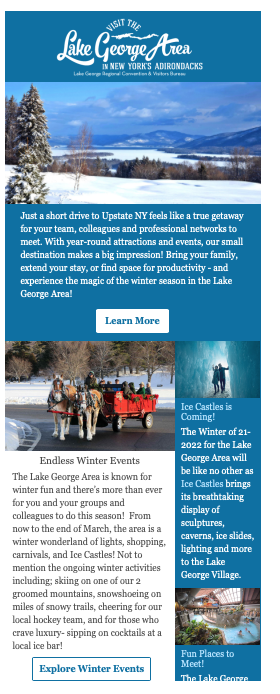 VISIT THE
Lake George Area
IN NEW YORK'S ADIRONDACKS
Lake George Regional Convention & Visitors Bureau
Just a short drive to Upstate NY feels like a true getaway
for your team, colleagues and professional networks to
meet. With year-round attractions and events, our small
destination makes a big impression! Bring your family,
extend your stay, or find space for productivity - and
experience the magic of the winter season in the Lake
George Area!
Learn More
Endless Winter Events
The Lake George Area is known for
winter fun and there's more than ever
for you and your groups and
colleagues to do this season! From
now to the end of March, the area is a
winter wonderland of lights, shopping,
carnivals, and Ice Castles! Not to
mention the ongoing winter activities
including; skiing on one of our 2
groomed mountains, snowshoeing on
miles of snowy trails, cheering for our
local hockey team, and for those who
crave luxury- sipping on cocktails at a
local ice bar!
Explore Winter Events
Ice Castles is
Coming!
The Winter of 21-
2022 for the Lake
George Area will
be like no other as
Ice Castles brings
its breathtaking
display of
sculptures,
caverns, ice slides,
lighting and more
to the Lake
George Village.
Fun Places to
Meet!
The Lake George